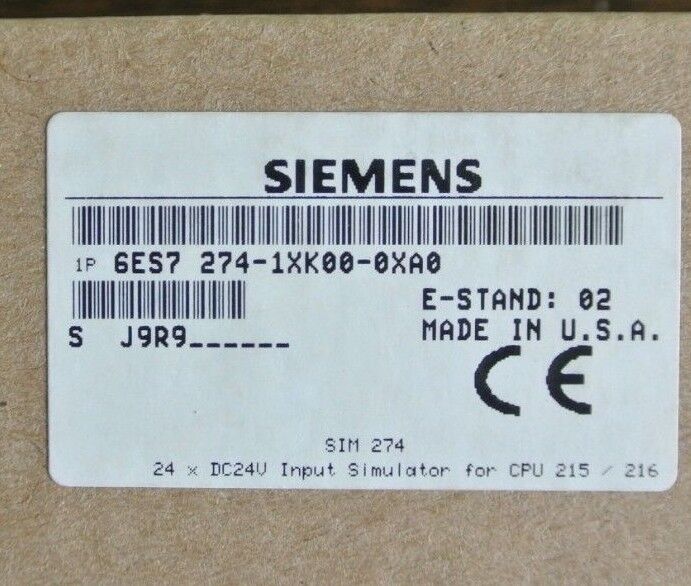 SIEMENS
1P 6ES7 274-1XK00-0XA0
E-STAND: 02
S J9R9______
MADE IN U.S.A.
CE
SIM 274
24 x DC24V Input Simulator for CPU 215 / 216